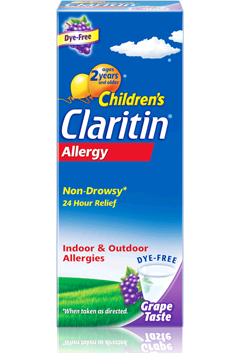 Dye-Free
ages
2 years
and older
Children's
Claritin®
Allergy
Non-Drowsy*
24 Hour Relief
Indoor & Outdoor
Allergies
DYE-FREE
Grape
Taste
*When taken as directed.